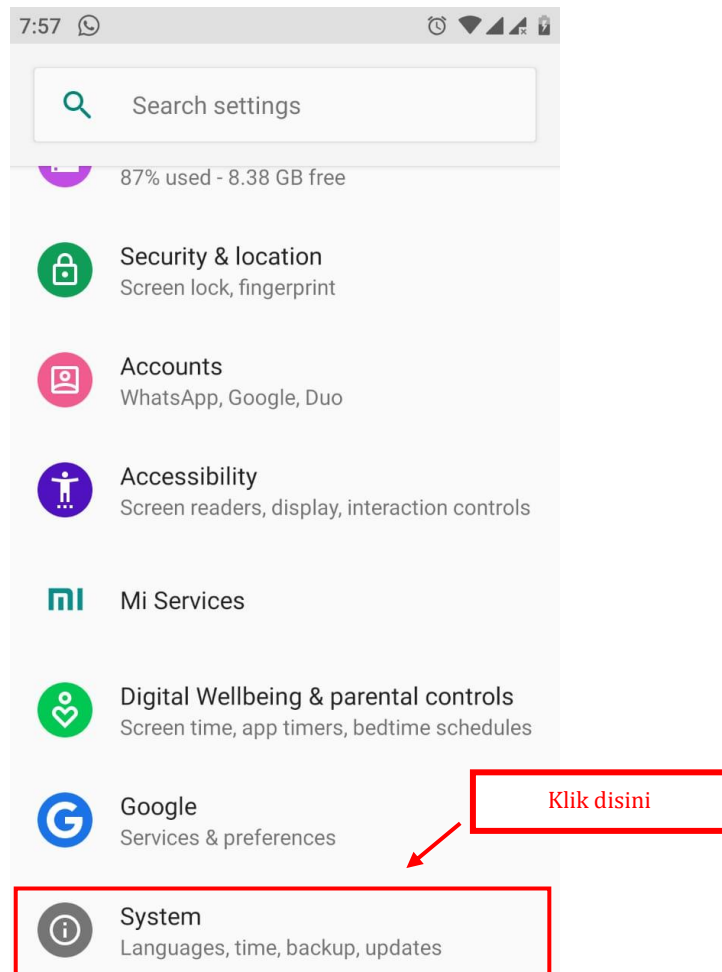 7:57
Search settings
87% used - 8.38 GB free
Security & location
Screen lock, fingerprint
Accounts
WhatsApp, Google, Duo
Accessibility
Screen readers, display, interaction controls
mi
Mi Services
Digital Wellbeing & parental controls
Screen time, app timers, bedtime schedules
Klik disini
G
Google
Services & preferences
System
Languages, time, backup, updates